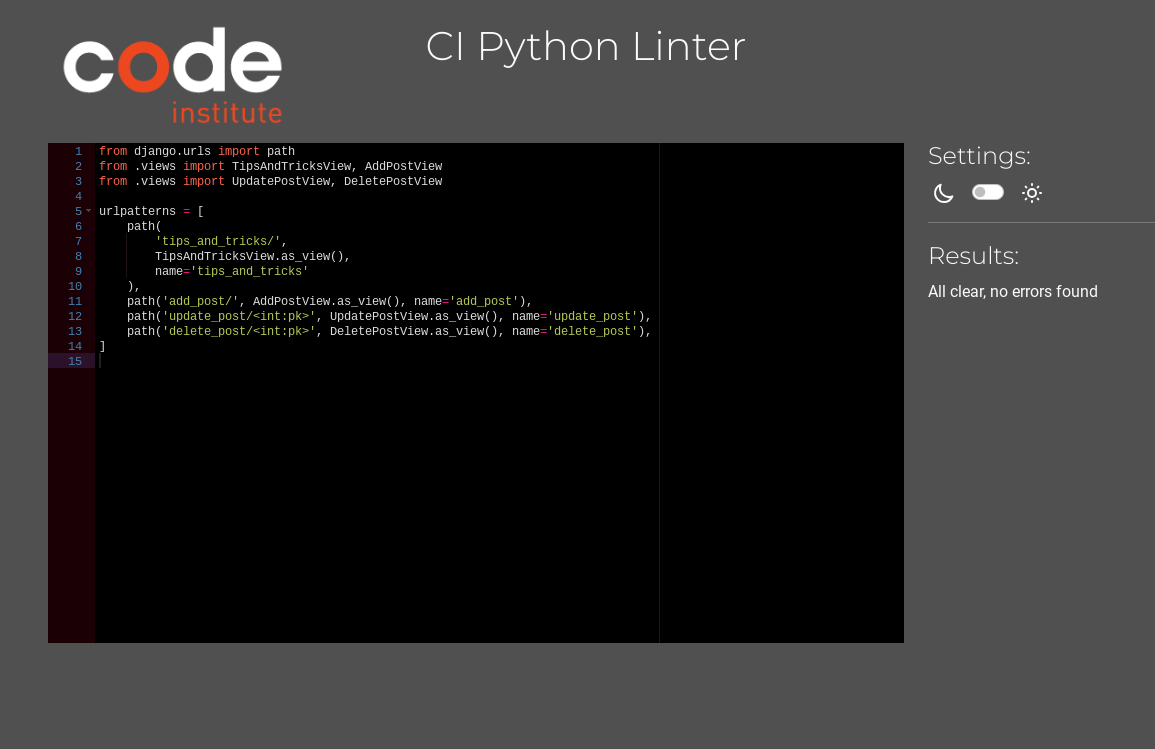 code
institute
CI Python Linter
1 from django.urls import path
2 from .views import TipsAndTricksView, AddPostView
3 from .views import UpdatePostView, DeletePostView
4
5 urlpatterns = [
6     path(
7         'tips_and_tricks/',
8         TipsAndTricksView.as_view(),
9         name='tips_and_tricks'
10     ),
11     path('add_post/', AddPostView.as_view(), name='add_post'),
12     path('update_post/<int:pk>', UpdatePostView.as_view(), name='update_post'),
13     path('delete_post/<int:pk>', DeletePostView.as_view(), name='delete_post'),
14 ]
15
Settings:
Results:
All clear, no errors found